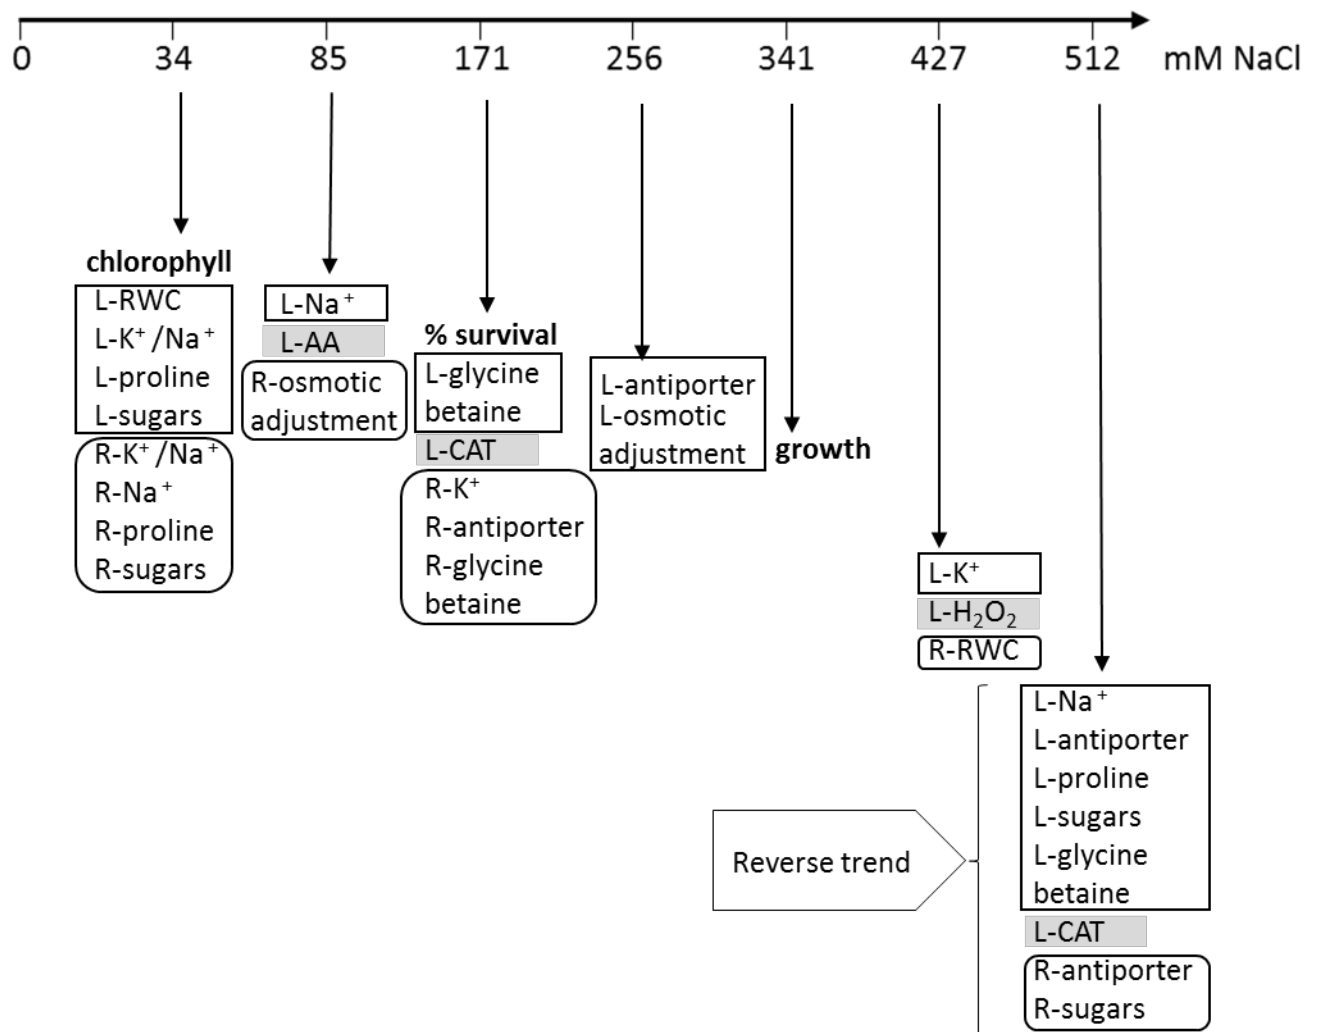 0 34 85 171 256 341 427 512 mM NaCl
chlorophyll
L-RWC
L-K⁺/Na⁺
L-proline
L-sugars
R-K⁺/Na⁺
R-Na⁺
R-proline
R-sugars
L-Na⁺
L-AA
R-osmotic
adjustment
% survival
L-glycine
betaine
L-CAT
R-K⁺
R-antiporter
R-glycine
betaine
L-antiporter
L-osmotic
adjustment
growth
L-K⁺
L-H₂O₂
R-RWC
Reverse trend
L-Na⁺
L-antiporter
L-proline
L-sugars
L-glycine
betaine
L-CAT
R-antiporter
R-sugars